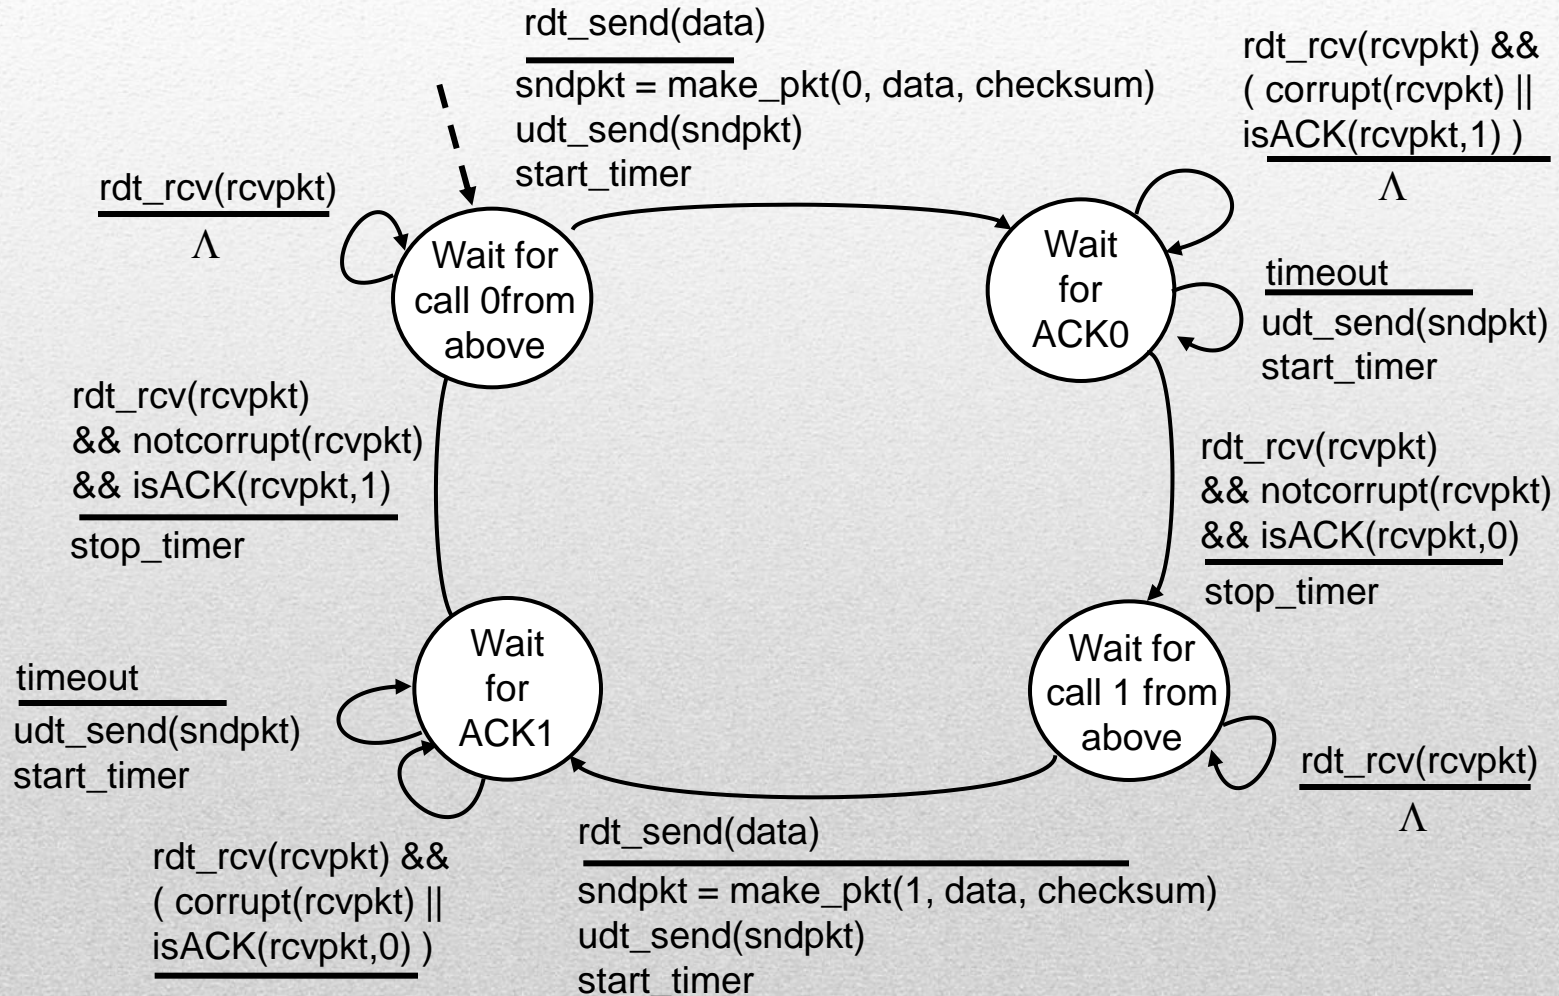 rdt_send(data)
sndpkt = make_pkt(0, data, checksum)
udt_send(sndpkt)
start_timer
rdt_rcv(rcvpkt) &&
( corrupt(rcvpkt) ||
isACK(rcvpkt,1) )
Λ
rdt_rcv(rcvpkt)
Λ
Wait for
call 0from
above
Wait
for
ACK0
timeout
udt_send(sndpkt)
start_timer
rdt_rcv(rcvpkt)
&& notcorrupt(rcvpkt)
&& isACK(rcvpkt,1)
stop_timer
rdt_rcv(rcvpkt)
&& notcorrupt(rcvpkt)
&& isACK(rcvpkt,0)
stop_timer
Wait
for
ACK1
Wait for
call 1 from
above
timeout
udt_send(sndpkt)
start_timer
rdt_rcv(rcvpkt)
Λ
rdt_rcv(rcvpkt) &&
( corrupt(rcvpkt) ||
isACK(rcvpkt,0) )
rdt_send(data)
sndpkt = make_pkt(1, data, checksum)
udt_send(sndpkt)
start_timer